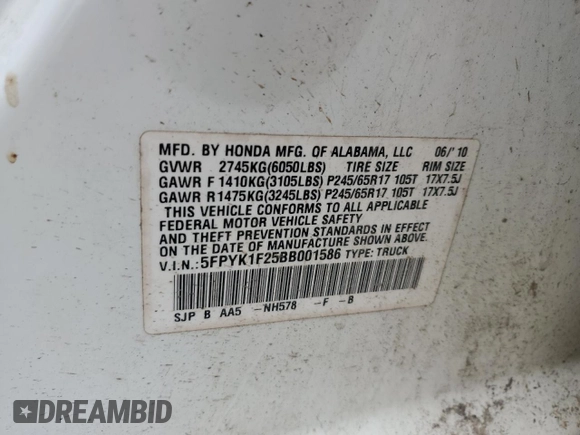 MFD. BY HONDA MFG. OF ALABAMA, LLC 06/'10
GVWR 2745KG(6050LBS) TIRE SIZE RIM SIZE
GAWR F 1410KG(3105LBS) P245/65R17 105T 17X7.5J
GAWR R1475KG(3245LBS) P245/65R17 105T 17X7.5J
THIS VEHICLE CONFORMS TO ALL APPLICABLE
FEDERAL MOTOR VEHICLE SAFETY
AND THEFT PREVENTION STANDARDS IN EFFECT
ON THE DATE OF MANUFACTURE SHOWN ABOVE.
V.I.N.:5FPYK1F25BB001586 TYPE: TRUCK
SJP B AA5 -NH578 -F -B
DREAMBID